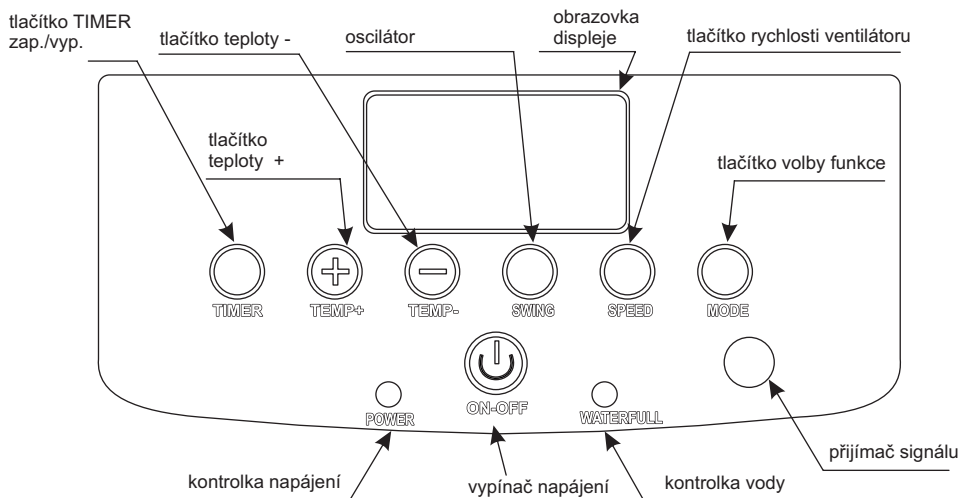 tlačítko TIMER
zap./vyp.
tlačítko teploty -
oscilátor
obrazovka
displeje
tlačítko rychlosti ventilátoru
tlačítko
teploty +
tlačítko volby funkce
TIMER
TEMP+
TEMP-
SWING
SPEED
MODE
POWER
ON-OFF
WATERFULL
přijímač signálu
kontrolka napájení
vypínač napájení
kontrolka vody